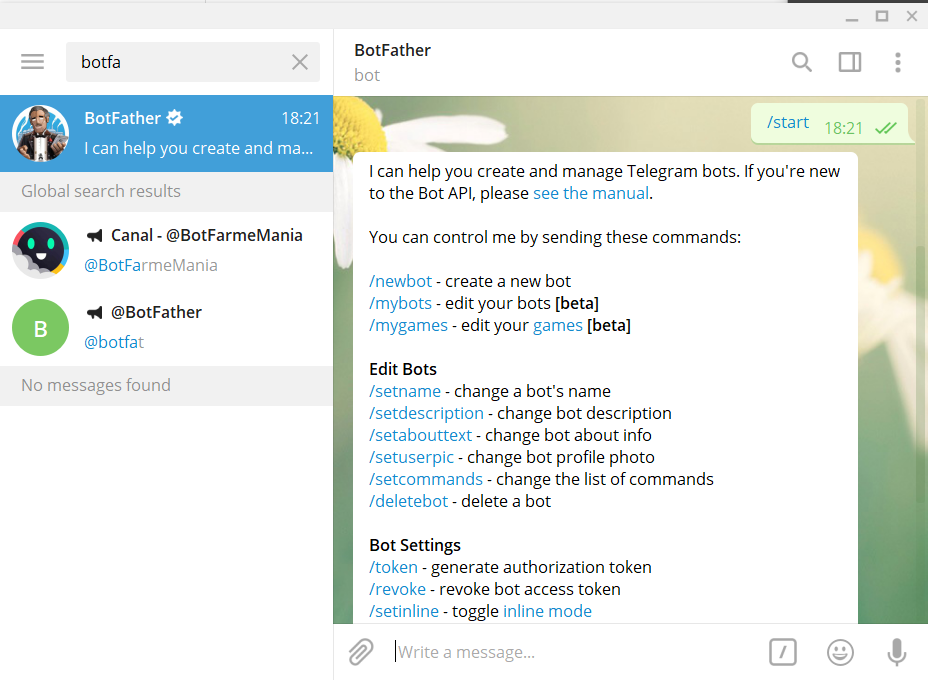 botfa
BotFather
18:21
I can help you create and ma...
Global search results
Canal - @BotFarmeMania
@BotFarmeMania
B
@BotFather
@botfat
No messages found
BotFather
bot
/start 18:21
I can help you create and manage Telegram bots. If you're new
to the Bot API, please see the manual.
You can control me by sending these commands:
/newbot - create a new bot
/mybots - edit your bots [beta]
/mygames - edit your games [beta]
Edit Bots
/setname - change a bot's name
/setdescription - change bot description
/setabouttext - change bot about info
/setuserpic - change bot profile photo
/setcommands - change the list of commands
/deletebot - delete a bot
Bot Settings
/token - generate authorization token
/revoke - revoke bot access token
/setinline - toggle inline mode
Write a message...
/